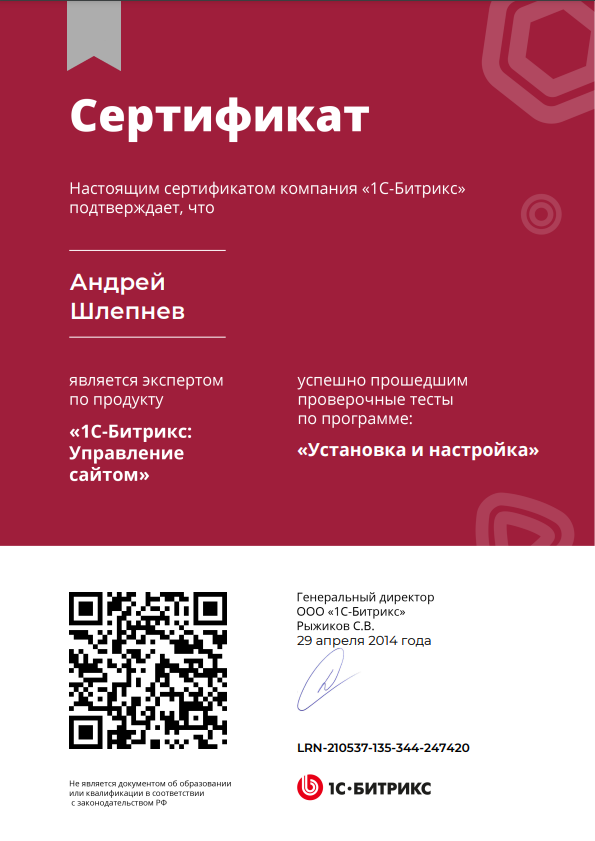 Сертификат
Настоящим сертификатом компания «1С-Битрикс»
подтверждает, что
Андрей
Шлепнев
является экспертом
по продукту
«1С-Битрикс:
Управление
сайтом»
успешно прошедшим
проверочные тесты
по программе:
«Установка и настройка»
Генеральный директор
ООО «1С-Битрикс»
Рыжиков С.В.
29 апреля 2014 года
LRN-210537-135-344-247420
Не является документом об образовании
или квалификации в соответствии
с законодательством РФ
1С•БИТРИКС